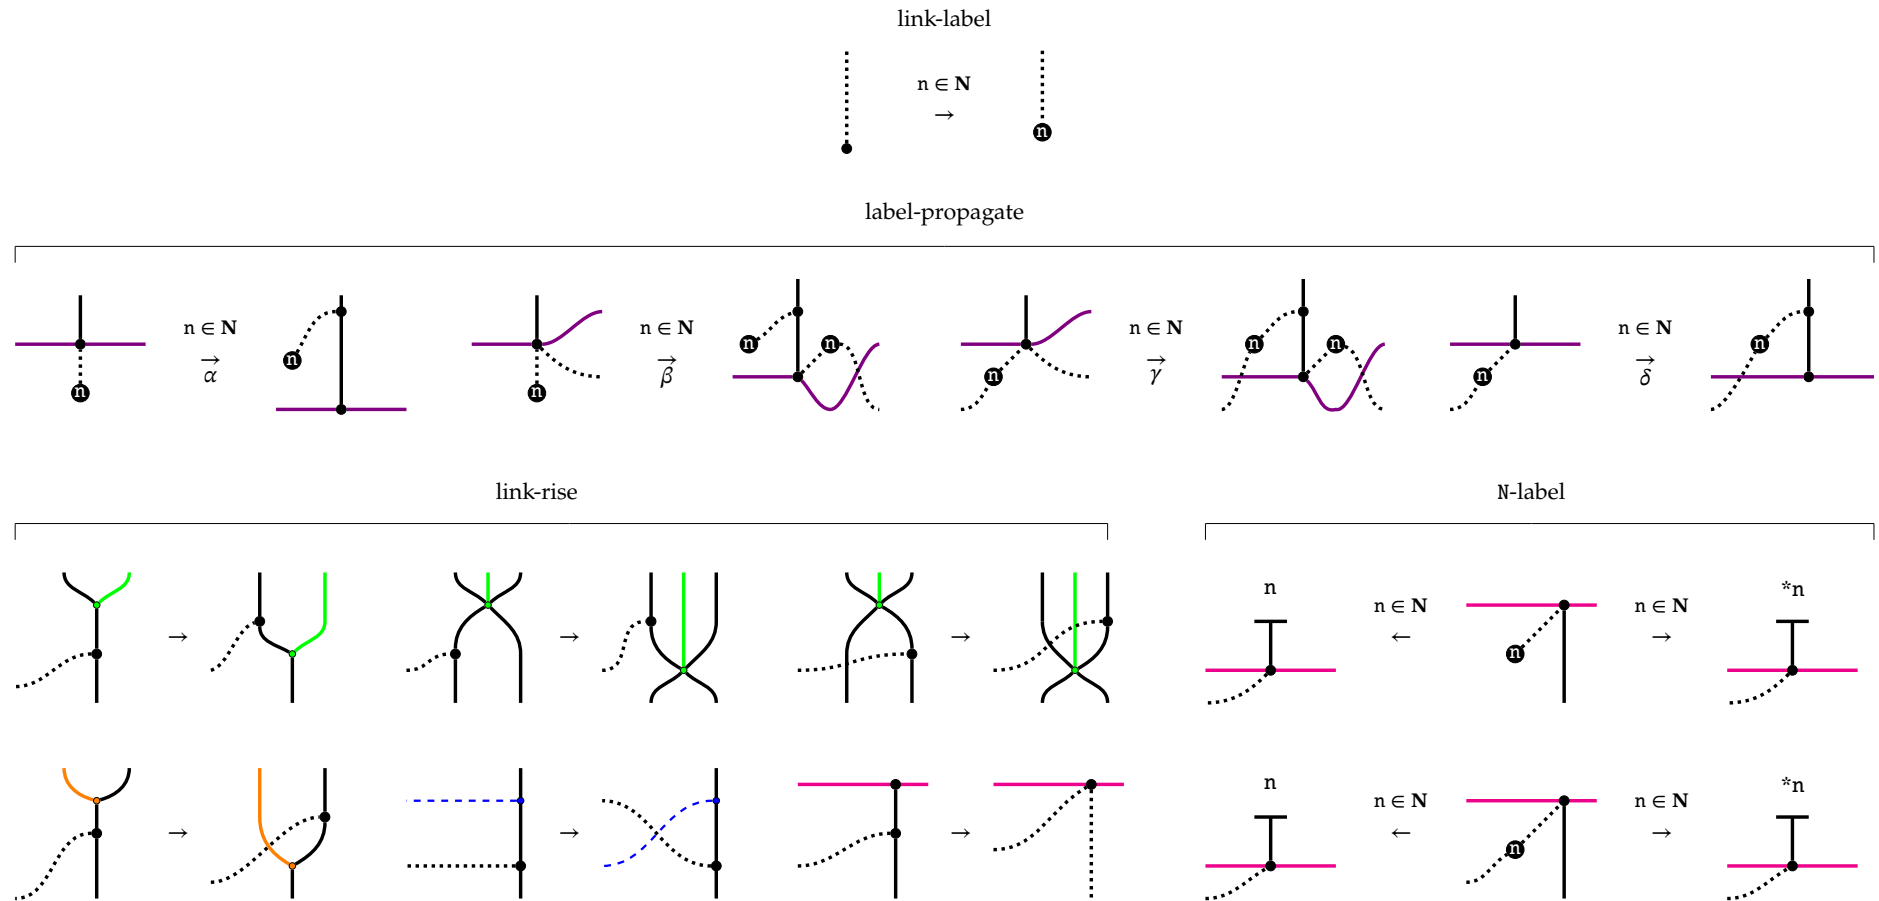 link-label
n ∈ N
→
n
label-propagate
n ∈ N
→
α
n ∈ N
→
β
n ∈ N
→
γ
n ∈ N
→
δ
n n n n n n n n n n
link-rise
N-label
n
n ∈ N
←
n
n ∈ N
→
*n
→
→
→
n
n ∈ N
←
n
n ∈ N
→
*n
→
→
→